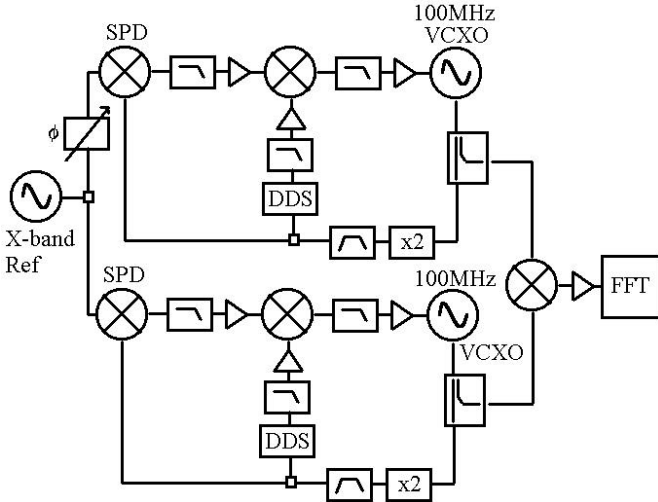 100MHz
VCXO
SPD
ϕ
DDS
x2
X-band
Ref
SPD
100MHz
VCXO
FFT
DDS
x2